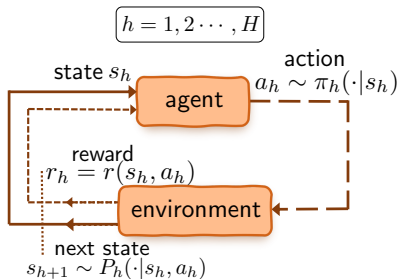 h = 1, 2 ⋯ , H
state s_h
agent
action
a_h ∼ π_h(·|s_h)
reward
r_h = r(s_h, a_h)
environment
next state
s_{h+1} ∼ P_h(·|s_h, a_h)